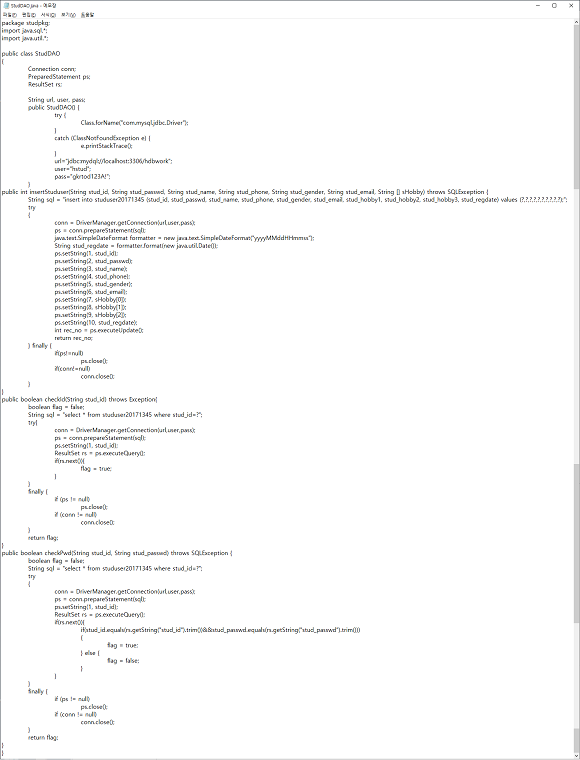 StudDAO.java - 메모장
파일(F) 편집(E) 서식(O) 보기(V) 도움말
package studpkg;
import java.sql.*;
import java.util.*;
public class StudDAO
{
Connection conn;
PreparedStatement ps;
ResultSet rs;
String url, user, pass;
public StudDAO() {
try {
Class.forName("com.mysql.jdbc.Driver");
}
catch (ClassNotFoundException e) {
e.printStackTrace();
}
url="jdbc:mydql://localhost:3306/hdbwork";
user="hstud";
pass="gkrtod123A!";
}
public int insertStuduser(String stud_id, String stud_passwd, String stud_name, String stud_phone, String stud_gender, String stud_email, String [] sHobby) throws SQLException {
String sql = "insert into studuser20171345 (stud_id, stud_passwd, stud_name, stud_phone, stud_gender, stud_email, stud_hobby1, stud_hobby2, stud_hobby3, stud_regdate) values (?,?,?,?,?,?,?,?,?,?);";
try
{
conn = DriverManager.getConnection(url,user,pass);
ps = conn.prepareStatement(sql);
java.text.SimpleDateFormat formatter = new java.text.SimpleDateFormat("yyyyMMddHHmmss");
String stud_regdate = formatter.format(new java.util.Date());
ps.setString(1, stud_id);
ps.setString(2, stud_passwd);
ps.setString(3, stud_name);
ps.setString(4, stud_phone);
ps.setString(5, stud_gender);
ps.setString(6, stud_email);
ps.setString(7, sHobby[0]);
ps.setString(8, sHobby[1]);
ps.setString(9, sHobby[2]);
ps.setString(10, stud_regdate);
int rec_no = ps.executeUpdate();
return rec_no;
} finally {
if(ps!=null)
ps.close();
if(conn!=null)
conn.close();
}
}
public boolean checkId(String stud_id) throws Exception{
boolean flag = false;
String sql = "select * from studuser20171345 where stud_id=?";
try{
conn = DriverManager.getConnection(url,user,pass);
ps = conn.prepareStatement(sql);
ps.setString(1, stud_id);
ResultSet rs = ps.executeQuery();
if(rs.next()){
flag = true;
}
}
finally {
if (ps != null)
ps.close();
if (conn != null)
conn.close();
}
return flag;
}
public boolean checkPwd(String stud_id, String stud_passwd) throws SQLException {
boolean flag = false;
String sql = "select * from studuser20171345 where stud_id=?";
try
{
conn = DriverManager.getConnection(url,user,pass);
ps = conn.prepareStatement(sql);
ps.setString(1, stud_id);
ResultSet rs = ps.executeQuery();
if(rs.next()){
if(stud_id.equals(rs.getString("stud_id").trim())&&stud_passwd.equals(rs.getString("stud_passwd").trim()))
{
flag = true;
} else {
flag = false;
}
}
}
finally {
if (ps != null)
ps.close();
if (conn != null)
conn.close();
}
return flag;
}
}